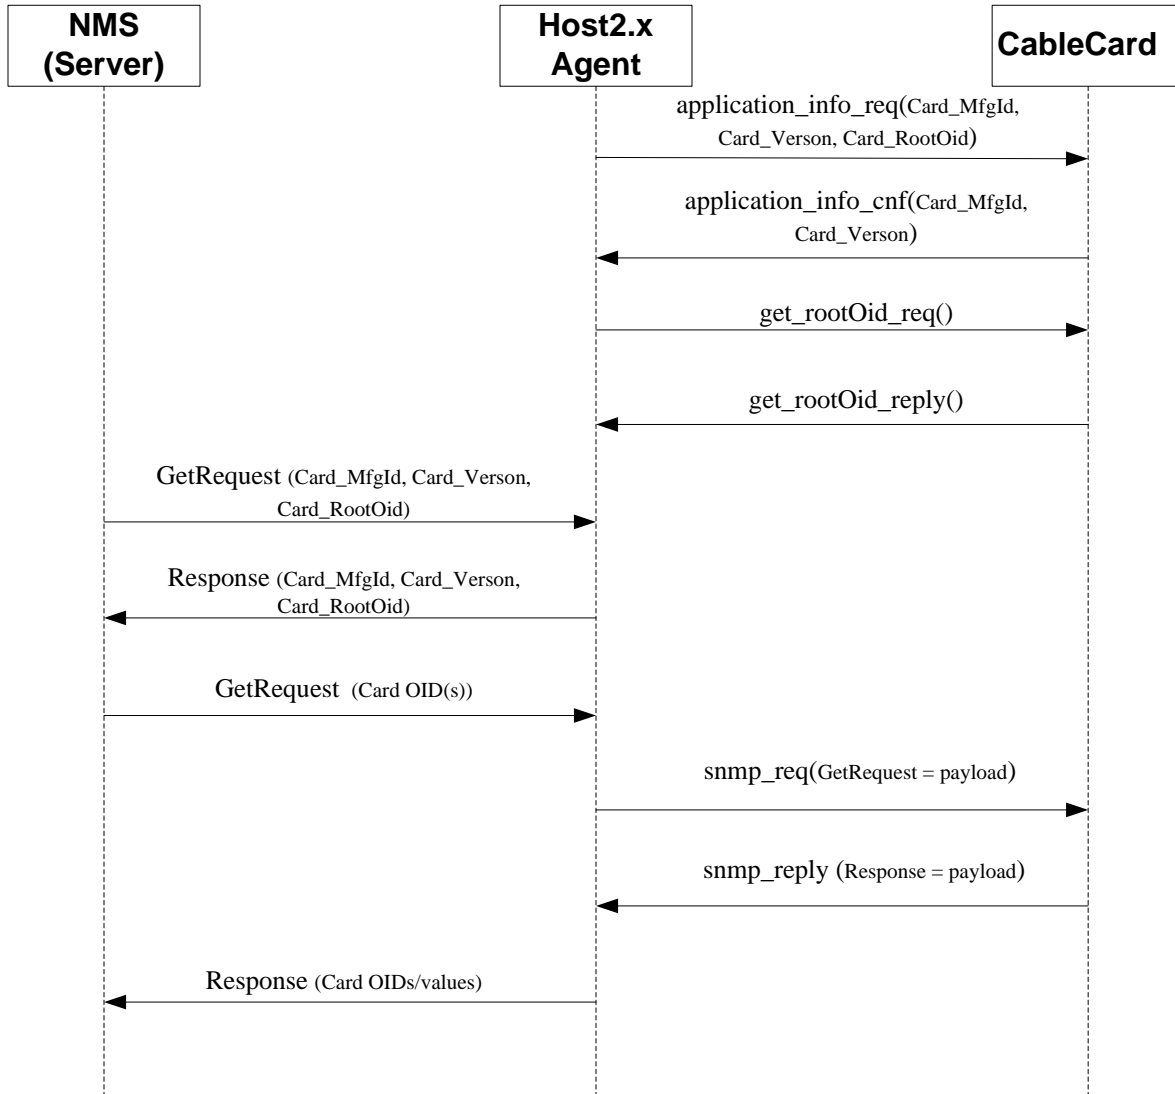 NMS
(Server)
Host2.x
Agent
CableCard
application_info_req(Card_MfgId,
Card_Verson, Card_RootOid)
application_info_cnf(Card_MfgId,
Card_Verson)
get_rootOid_req()
get_rootOid_reply()
GetRequest (Card_MfgId, Card_Verson,
Card_RootOid)
Response (Card_MfgId, Card_Verson,
Card_RootOid)
GetRequest (Card OID(s))
snmp_req(GetRequest = payload)
snmp_reply (Response = payload)
Response (Card OIDs/values)